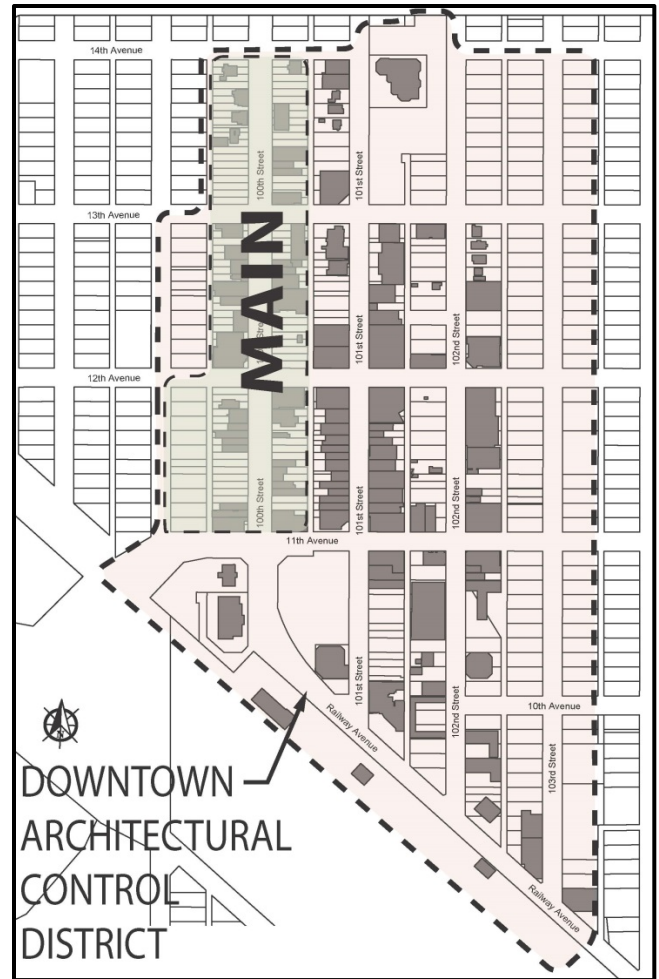 14th Avenue
100th Street
101st Street
13th Avenue
MAIN
101st Street
102nd Street
12th Avenue
100th Street
101st Street
102nd Street
11th Avenue
101st Street
102nd Street
10th Avenue
103rd Street
Railway Avenue
Railway Avenue
DOWNTOWN
ARCHITECTURAL
CONTROL
DISTRICT